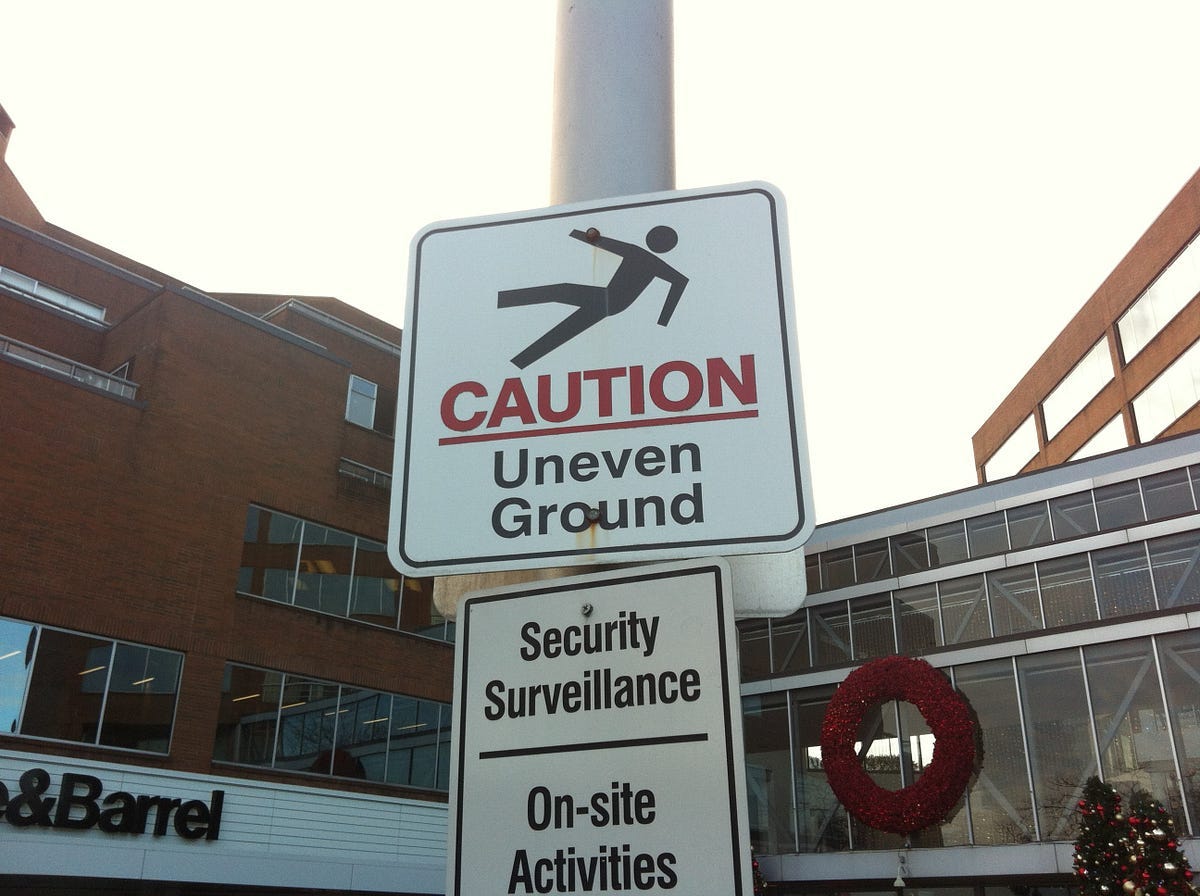 CAUTION
Uneven
Ground
Security
Surveillance
On-site
Activities
e&Barrel